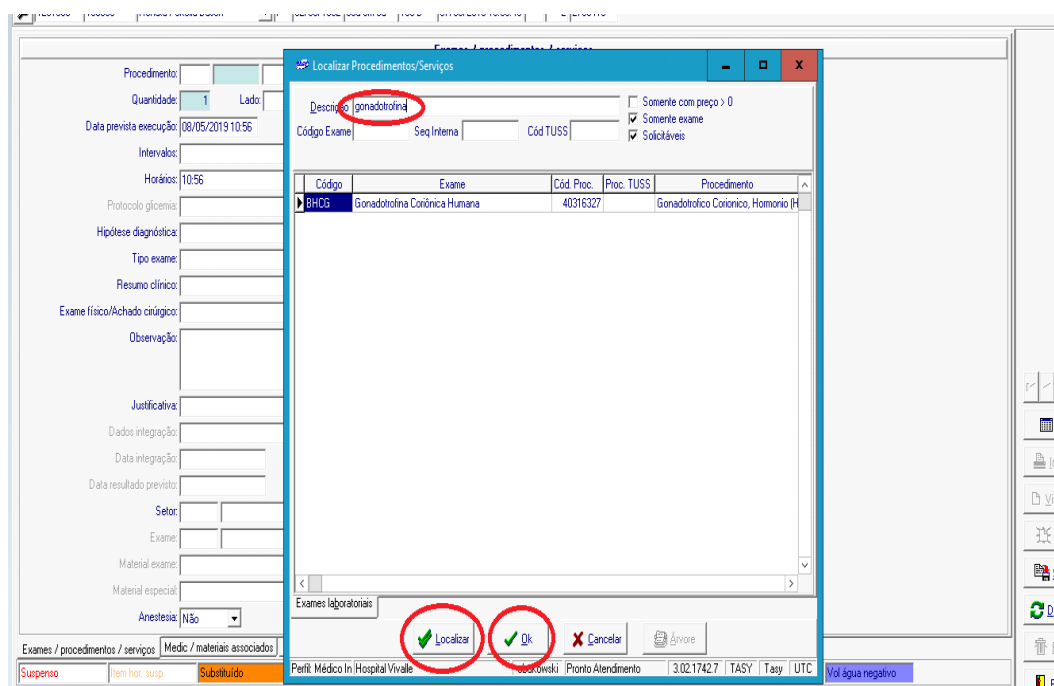 Exames / procedimentos / serviços
Localizar Procedimentos/Serviços
Procedimento:
Quantidade: 1 Lado:
Data prevista execução: 08/05/2019 10:56
Intervalos:
Horários: 10:56
Protocolo glicemia:
Hipótese diagnóstica:
Tipo exame:
Resumo clínico:
Exame físico/Achado cirúrgico:
Observação:
Justificativa:
Dados integração:
Data integração:
Data resultado previsto:
Setor:
Exame:
Material exame:
Material especial:
Anestesia: Não
Descrição gonadotrofina
Somente com preço > 0
Código Exame Seq Interna Cód TUSS
Somente exame
Solicitáveis
Código Exame Cód. Proc. Proc. TUSS Procedimento
BHCG Gonadotrofina Coriônica Humana 40316327 Gonadotrofico Corionico, Hormonio (H
Exames laboratoriais
Localizar Ok Cancelar Árvore
Exames / procedimentos / serviços Medic / materiais associados
Perfil: Médico In Hospital Vivalle Pronto Atendimento 3.02.1742.7 TASY Tasy UTC
Suspenso Item hor. susp. Substituído Vol água negativo